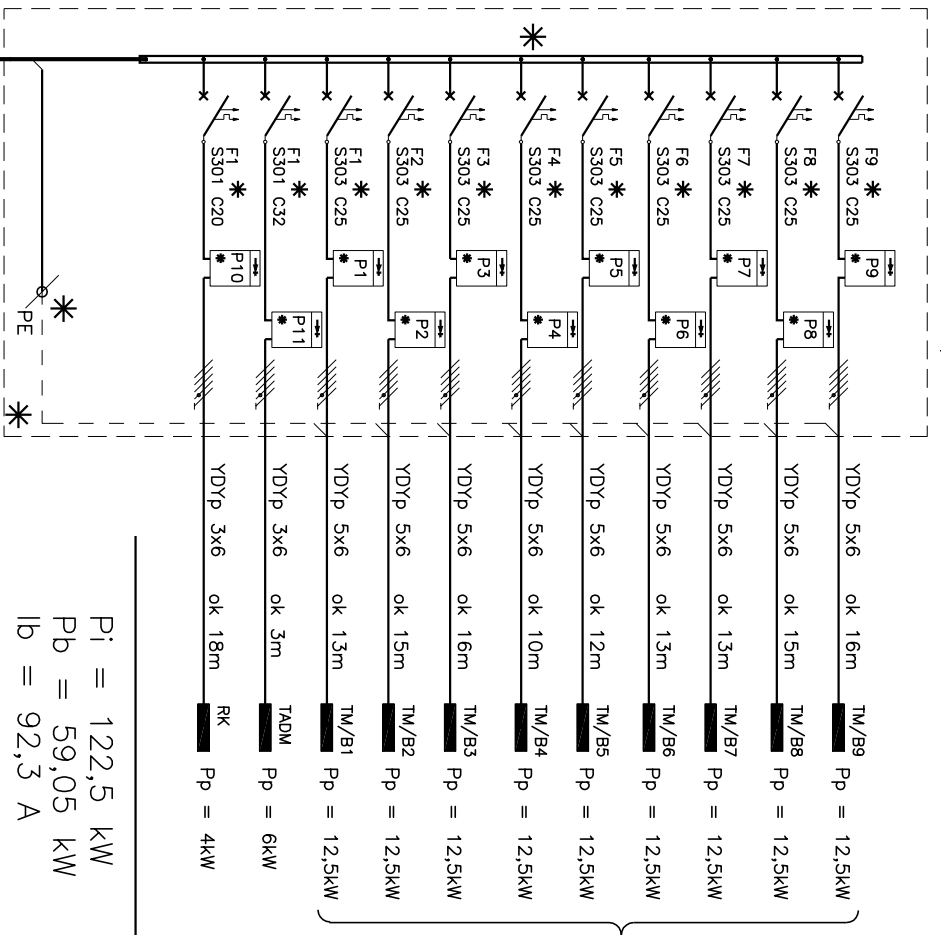 F1
S301 C20
P10
YDYp 3x6 ok 18m
RK
Pp = 4kW
F1
S301 C32
P11
YDYp 3x6 ok 3m
TADM
Pp = 6kW
F1
S303 C25
P1
YDYp 5x6 ok 13m
TM/B1
Pp = 12,5kW
F2
S303 C25
P2
YDYp 5x6 ok 15m
TM/B2
Pp = 12,5kW
F3
S303 C25
P3
YDYp 5x6 ok 16m
TM/B3
Pp = 12,5kW
F4
S303 C25
P4
YDYp 5x6 ok 10m
TM/B4
Pp = 12,5kW
F5
S303 C25
P5
YDYp 5x6 ok 12m
TM/B5
Pp = 12,5kW
F6
S303 C25
P6
YDYp 5x6 ok 13m
TM/B6
Pp = 12,5kW
F7
S303 C25
P7
YDYp 5x6 ok 13m
TM/B7
Pp = 12,5kW
F8
S303 C25
P8
YDYp 5x6 ok 15m
TM/B8
Pp = 12,5kW
F9
S303 C25
P9
YDYp 5x6 ok 16m
TM/B9
Pp = 12,5kW
PE
Pi = 122,5 kW
Pb = 59,05 kW
Ib = 92,3 A